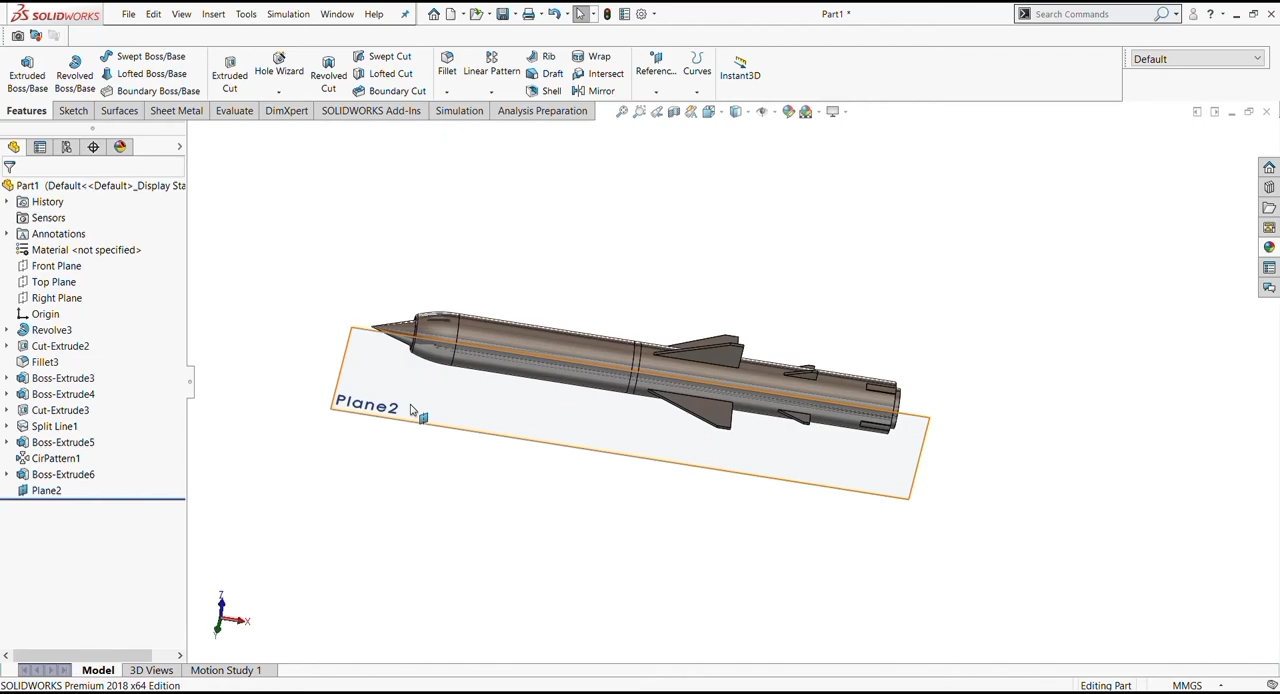 SOLIDWORKS File Edit View Insert Tools Simulation Window Help Part1 * Search Commands ?
Extruded Boss/Base Revolved Boss/Base Swept Boss/Base Lofted Boss/Base Boundary Boss/Base Extruded Cut Hole Wizard Revolved Cut Swept Cut Lofted Cut Boundary Cut Fillet Linear Pattern Rib Draft Shell Wrap Intersect Mirror Referenc... Curves Instant3D Default
Features Sketch Surfaces Sheet Metal Evaluate DimXpert SOLIDWORKS Add-Ins Simulation Analysis Preparation
Part1 (Default<<Default>_Display Sta
History
Sensors
Annotations
Material <not specified>
Front Plane
Top Plane
Right Plane
Origin
Revolve3
Cut-Extrude2
Fillet3
Boss-Extrude3
Boss-Extrude4
Cut-Extrude3
Split Line1
Boss-Extrude5
CirPattern1
Boss-Extrude6
Plane2
Plane2
Z
X
Y
Model 3D Views Motion Study 1
SOLIDWORKS Premium 2018 x64 Edition Editing Part MMGS